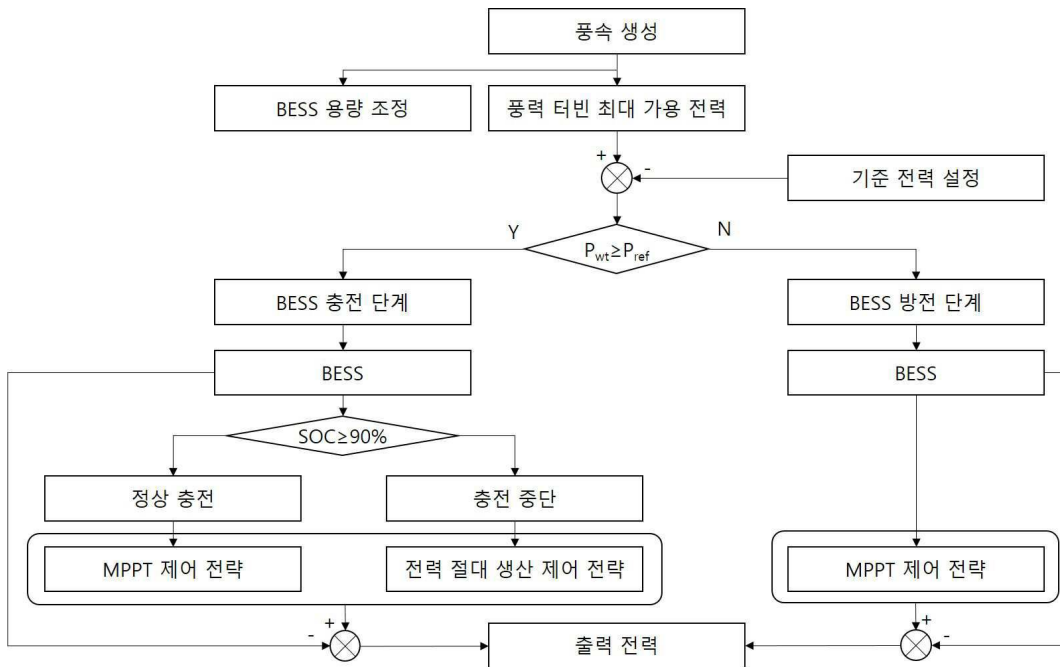 풍속 생성
BESS 용량 조정
풍력 터빈 최대 가용 전력
+
-
기준 전력 설정
Y
N
Pwt≥Pref
BESS 충전 단계
BESS 방전 단계
BESS
BESS
SOC≥90%
정상 충전
충전 중단
MPPT 제어 전략
전력 절대 생산 제어 전략
MPPT 제어 전략
+
-
출력 전력
+
-